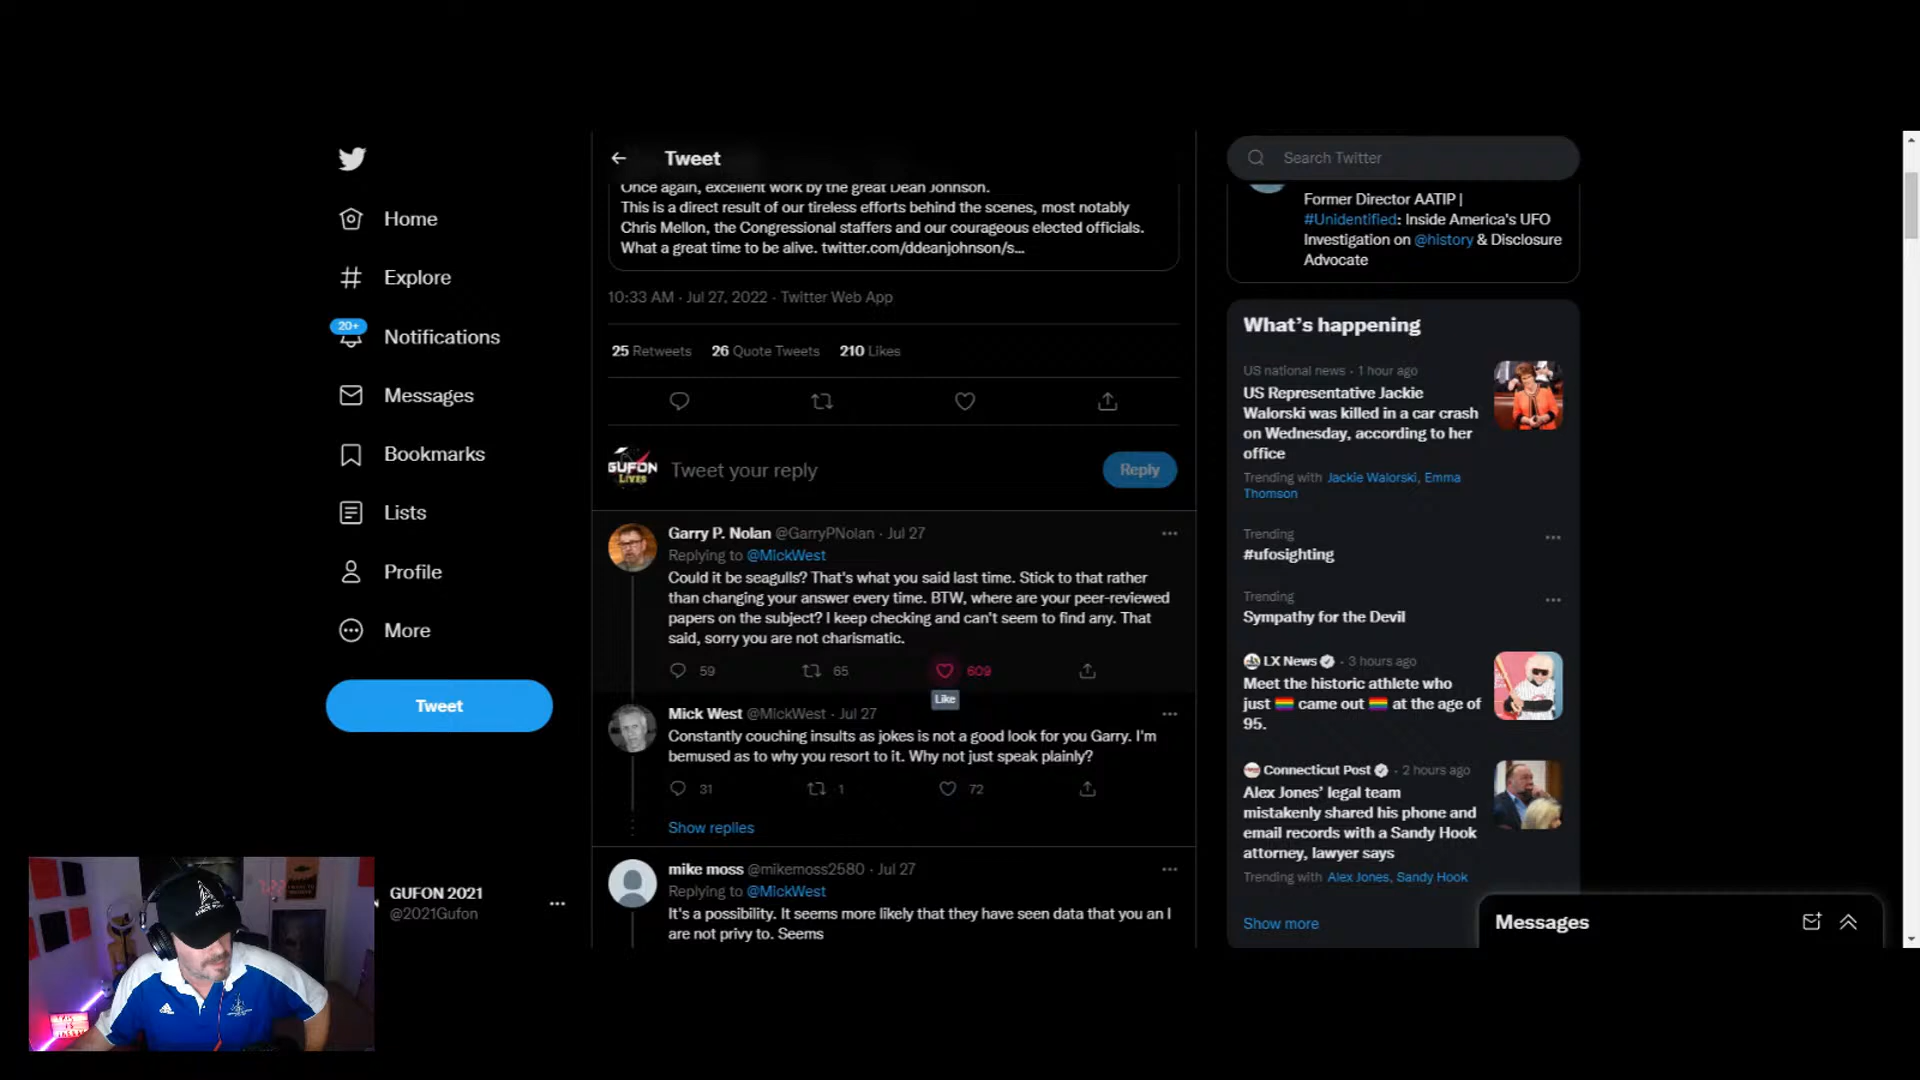 Tweet
Search Twitter
Home
Explore
20+
Notifications
Messages
Bookmarks
Lists
Profile
More
Tweet
GUFON 2021
@2021Gufon
Once again, excellent work by the great Dean Johnson.
This is a direct result of our tireless efforts behind the scenes, most notably
Chris Mellon, the Congressional staffers and our courageous elected officials.
What a great time to be alive. twitter.com/ddeanjohnson/s...
10:33 AM · Jul 27, 2022 · Twitter Web App
25 Retweets 26 Quote Tweets 210 Likes
GUFON
LIVES
Tweet your reply
Reply
Garry P. Nolan @GarryPNolan · Jul 27
Replying to @MickWest
Could it be seagulls? That's what you said last time. Stick to that rather
than changing your answer every time. BTW, where are your peer-reviewed
papers on the subject? I keep checking and can't seem to find any. That
said, sorry you are not charismatic.
59 65 609
Like
Mick West @MickWest · Jul 27
Constantly couching insults as jokes is not a good look for you Garry. I'm
bemused as to why you resort to it. Why not just speak plainly?
31 1 72
Show replies
mike moss @mikemoss2580 · Jul 27
Replying to @MickWest
It's a possibility. It seems more likely that they have seen data that you an I
are not privy to. Seems
Former Director AATIP |
#Unidentified: Inside America's UFO
Investigation on @history & Disclosure
Advocate
What's happening
US national news · 1 hour ago
US Representative Jackie
Walorski was killed in a car crash
on Wednesday, according to her
office
Trending with Jackie Walorski, Emma
Thomson
Trending
#ufosighting
Trending
Sympathy for the Devil
LX News · 3 hours ago
Meet the historic athlete who
just 🏳️‍🌈 came out 🏳️‍🌈 at the age of
95.
Connecticut Post · 2 hours ago
Alex Jones' legal team
mistakenly shared his phone and
email records with a Sandy Hook
attorney, lawyer says
Trending with Alex Jones, Sandy Hook
Show more
Messages